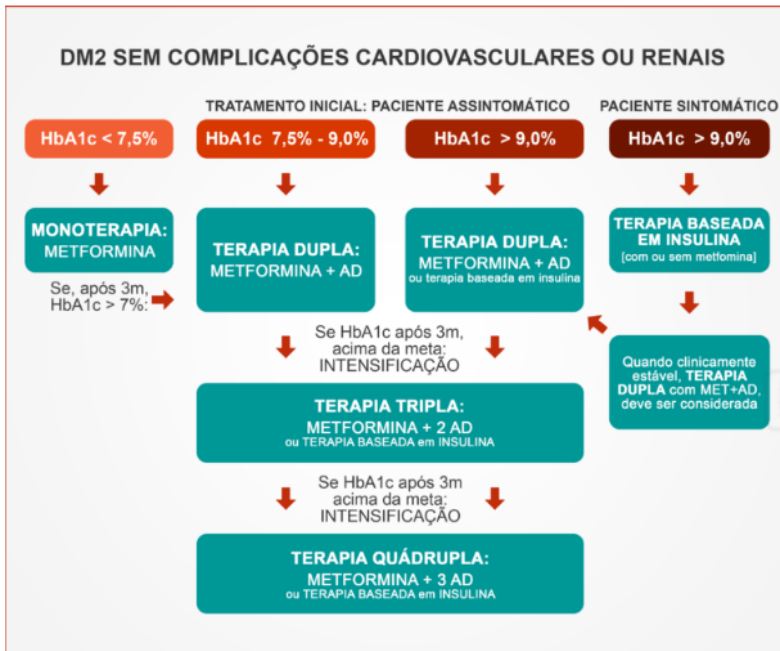 DM2 SEM COMPLICAÇÕES CARDIOVASCULARES OU RENAIS
TRATAMENTO INICIAL: PACIENTE ASSINTOMÁTICO
PACIENTE SINTOMÁTICO
HbA1c < 7,5%
HbA1c 7,5% - 9,0%
HbA1c > 9,0%
HbA1c > 9,0%
MONOTERAPIA:
METFORMINA
Se, após 3m,
HbA1c > 7%:
TERAPIA DUPLA:
METFORMINA + AD
TERAPIA DUPLA:
METFORMINA + AD
ou terapia baseada em insulina
TERAPIA BASEADA
EM INSULINA
[com ou sem metfomina]
Quando clinicamente
estável, TERAPIA
DUPLA com MET+AD,
deve ser considerada
Se HbA1c após 3m,
acima da meta:
INTENSIFICAÇÃO
TERAPIA TRIPLA:
METFORMINA + 2 AD
ou TERAPIA BASEADA em INSULINA
Se HbA1c após 3m
acima da meta:
INTENSIFICAÇÃO
TERAPIA QUÁDRUPLA:
METFORMINA + 3 AD
ou TERAPIA BASEADA em INSULINA